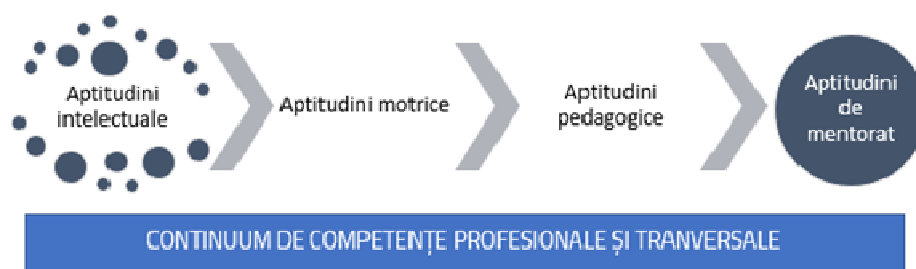 Aptitudini
intelectuale
Aptitudini motrice
Aptitudini
pedagogice
Aptitudini
de
mentorat
CONTINUUM DE COMPETENȚE PROFESIONALE ȘI TRANVERSALE